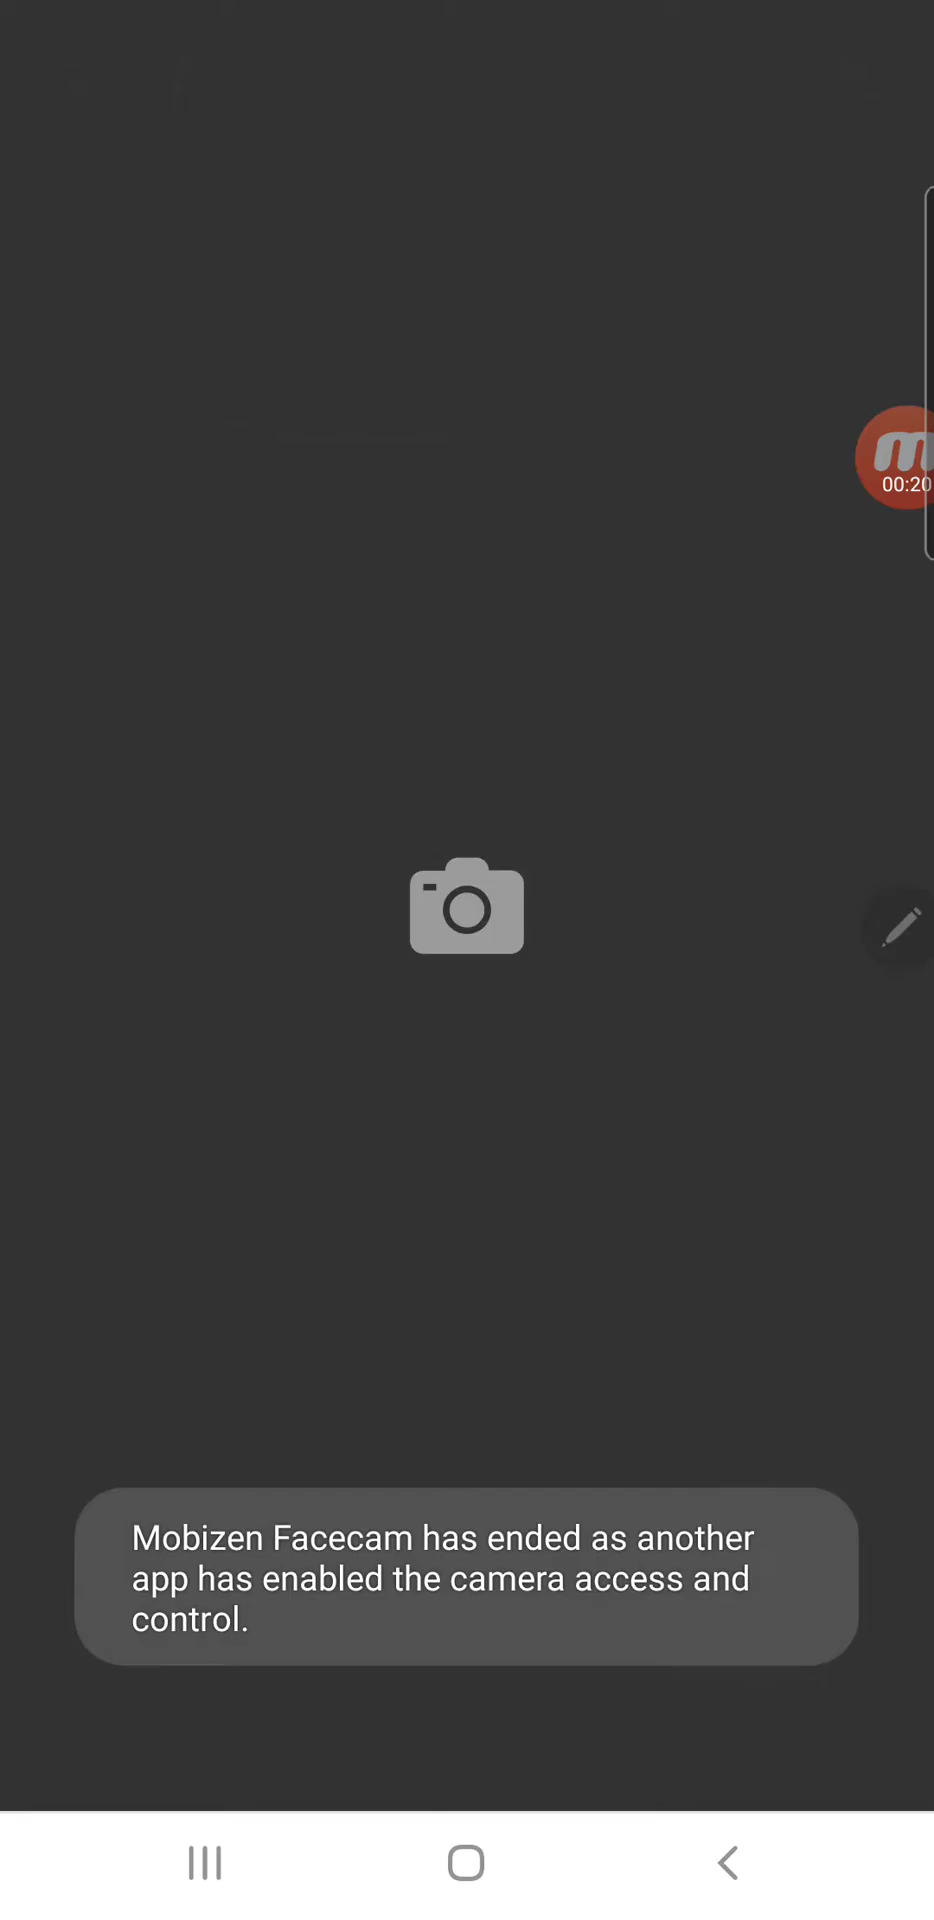 00:20
Mobizen Facecam has ended as another
app has enabled the camera access and
control.